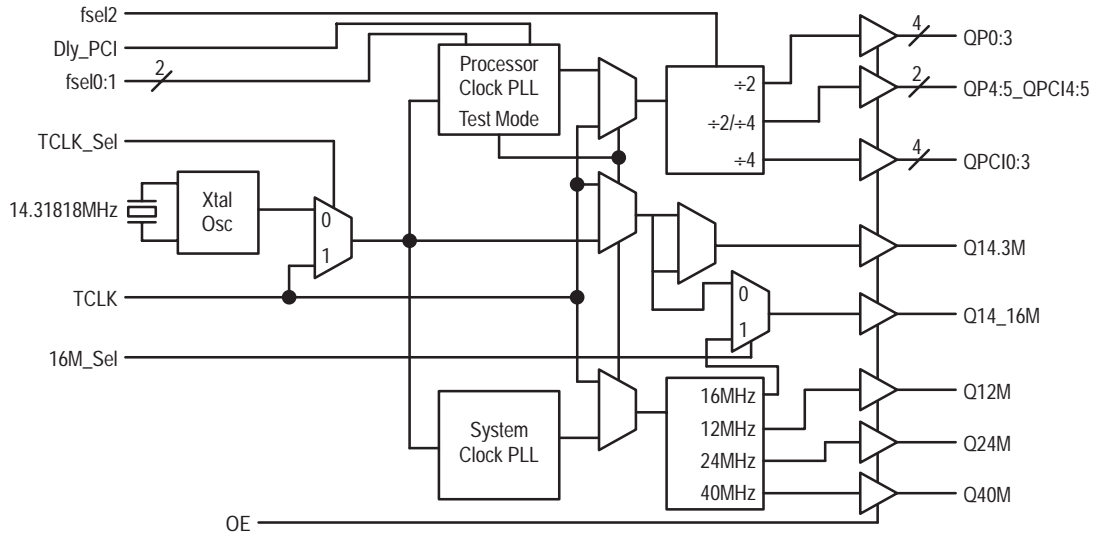 fsel2
Dly_PCI
fsel0:1
2
TCLK_Sel
14.31818MHz
Xtal
Osc
0
1
TCLK
16M_Sel
OE
Processor
Clock PLL
Test Mode
System
Clock PLL
÷2
÷2/÷4
÷4
0
1
16MHz
12MHz
24MHz
40MHz
4
QP0:3
2
QP4:5_QPCI4:5
4
QPCI0:3
Q14.3M
Q14_16M
Q12M
Q24M
Q40M